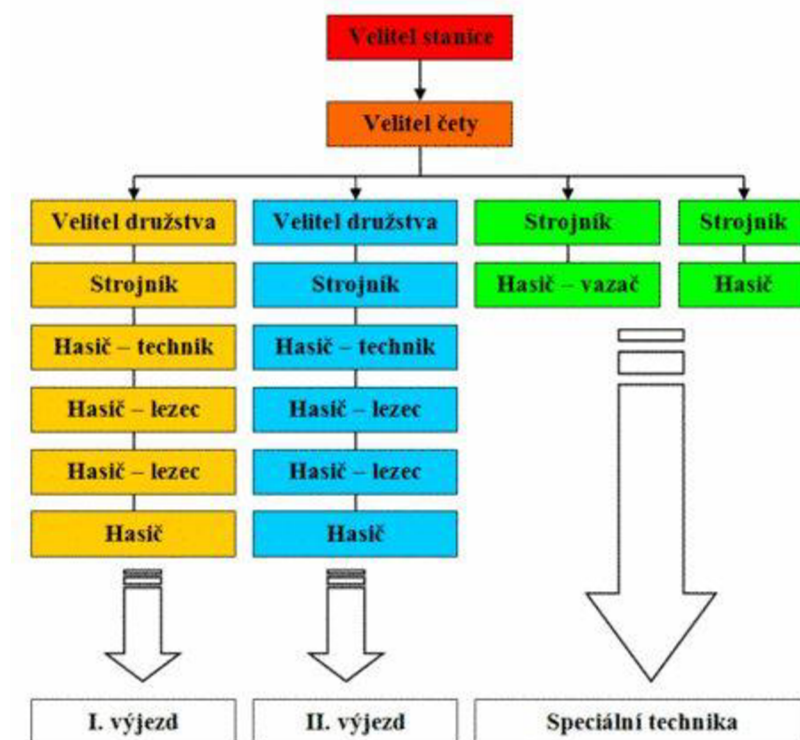 Velitel stanice
Velitel čety
Velitel družstva
Velitel družstva
Strojník
Strojník
Strojník
Strojník
Hasič – vazač
Hasič
Hasič – technik
Hasič – technik
Hasič – lezec
Hasič – lezec
Hasič – lezec
Hasič – lezec
Hasič
Hasič
I. výjezd
II. výjezd
Speciální technika